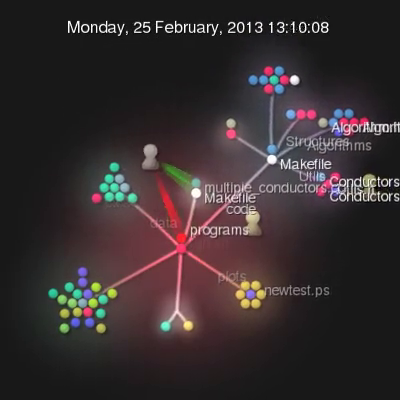 Monday, 25 February, 2013 13:10:08
Structures
Algorithms
Makefile
Utils
Conductors
Conductors
multiple_conductors
Makefile
code
data
programs
plots
newtest.ps